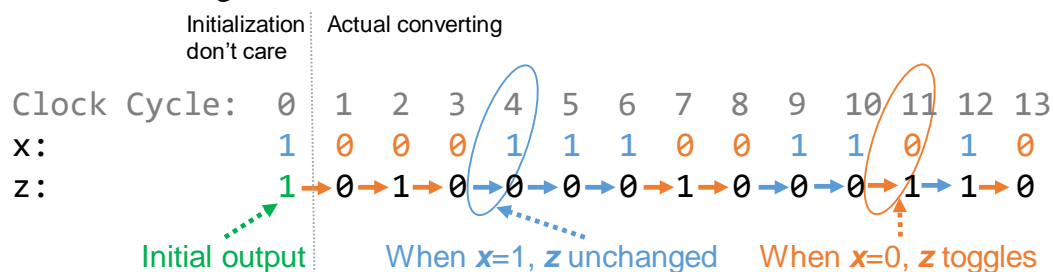 Initialization Actual converting
don't care
Clock Cycle: 0 1 2 3 4 5 6 7 8 9 10 11 12 13
x: 1 0 0 0 1 1 1 0 0 1 1 0 1 0
z: 1 0 1 0 0 0 0 1 0 0 0 1 1 0
Initial output When x=1, z unchanged When x=0, z toggles